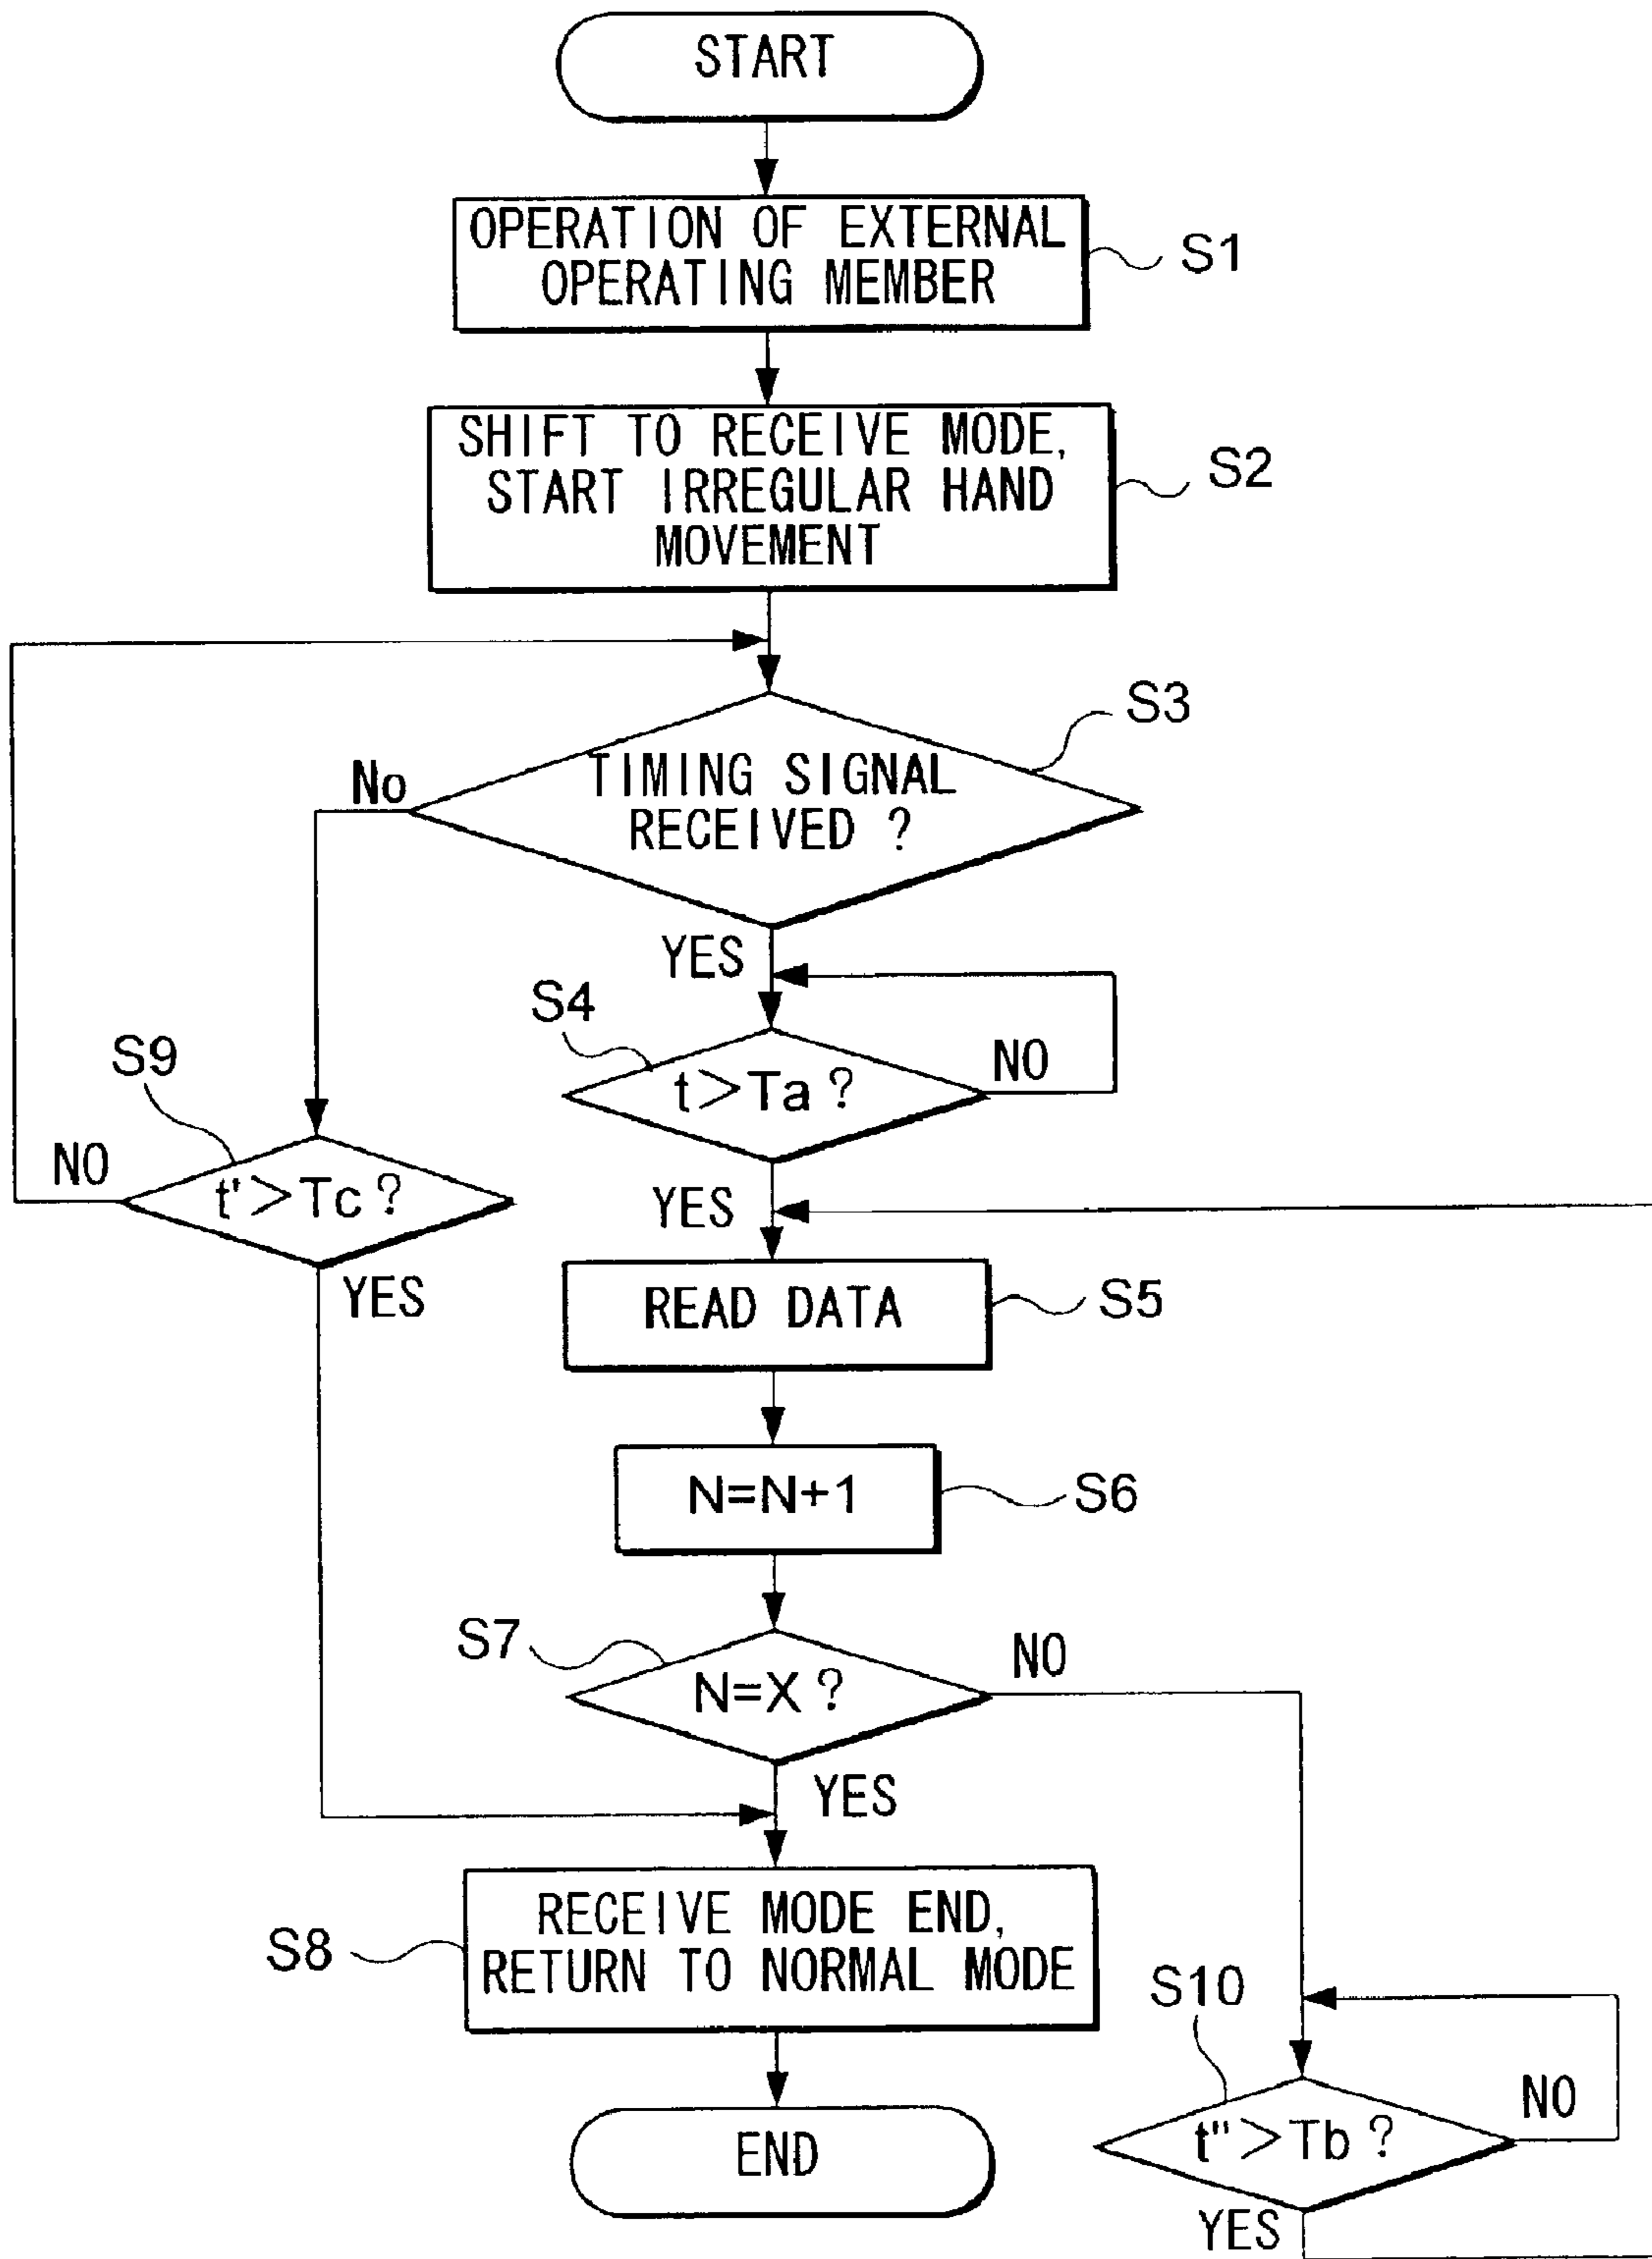 START
OPERATION OF EXTERNAL
OPERATING MEMBER
S1
SHIFT TO RECEIVE MODE,
START IRREGULAR HAND
MOVEMENT
S2
S3
TIMING SIGNAL
RECEIVED ?
No
YES
S4
t>Ta ?
NO
S9
NO
t'>Tc ?
YES
YES
READ DATA
S5
N=N+1
S6
S7
N=X ?
NO
YES
RECEIVE MODE END,
RETURN TO NORMAL MODE
S8
S10
t">Tb ?
NO
END
YES